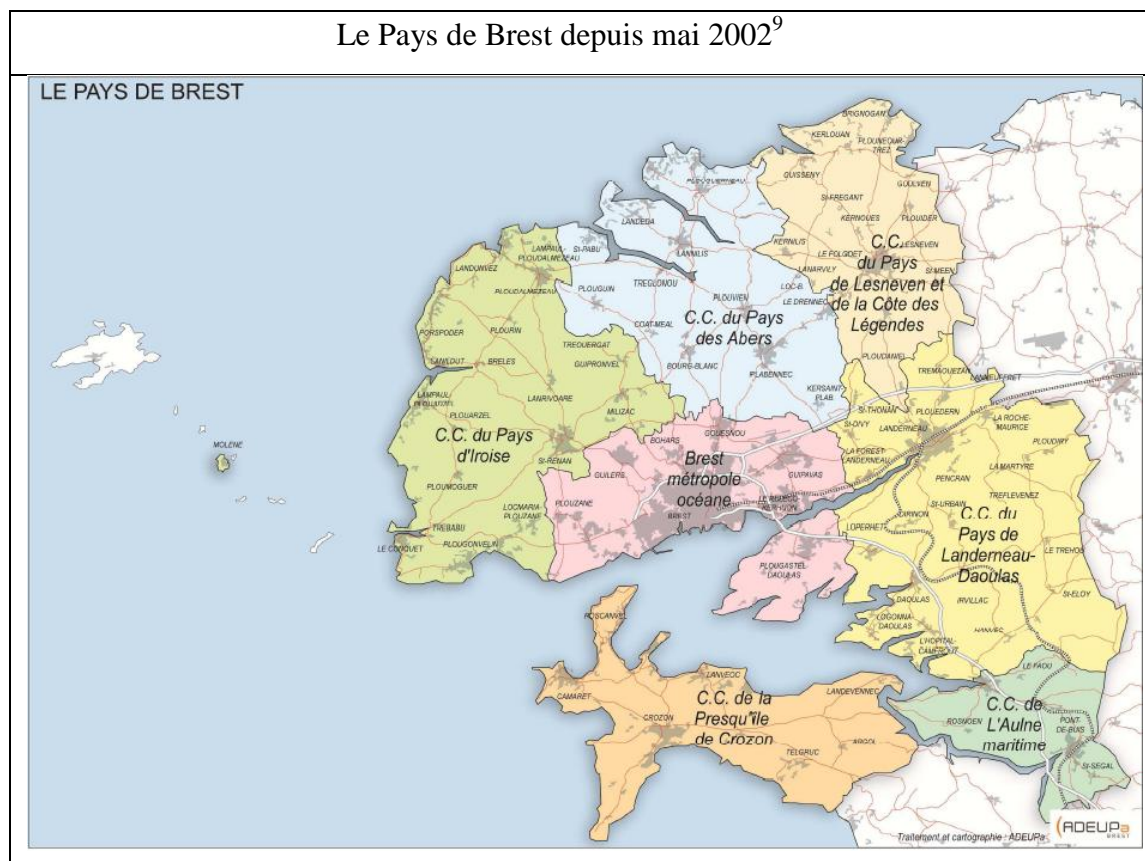 Le Pays de Brest depuis mai 2002⁹
LE PAYS DE BREST
BRIGNOGAN
KERLOUAN
PLOUNEOUR-
TREZ
GUISSENY
GOULVEN
ST-FREGANT
KERNOUES
PLOUIDER
LESNEVEN
LE FOLGOET
ST-MEEN
KERNILIS
LANARVILY
LOC-B.
LE DRENNEC
PLOUDANIEL
TREMAOUEZAN
C.C.
du Pays
de Lesneven et
de la Côte des
Légendes
PLOUGUERNEAU
LANDEDA
LANNILIS
ST-PABU
TREGLONOU
PLOUGUIN
PLOUVIEN
COAT-MEAL
BOURG-BLANC
PLABENNEC
KERSAINT-
PLAB.
C.C. du Pays
des Abers
LAMPAUL-
PLOUDALMEZEAU
LANDUNVEZ
PLOUDALMEZEAU
PORSPODER
PLOURIN
LANILDUT
BRELES
TREOUERGAT
GUIPRONVEL
LAMPAUL
PLOUARZEL
LANRIVOARE
MILIZAC
ST-RENAN
PLOUMOGUER
LOCMARIA-
PLOUZANE
TREBABU
LE CONQUET
PLOUGONVELIN
MOLENE
C.C. du Pays
d'Iroise
BOHARS
GOUESNOU
GUILERS
GUIPAVAS
PLOUZANE
BREST
PLOUGASTEL-
DAOULAS
Brest
métropole
océane
LANNEUFFRET
ST-THONAN
PLOUEDERN
ST-DIVY
LANDERNEAU
LA ROCHE-
MAURICE
LA FOREST-
LANDERNEAU
PLOUDIRY
LA MARTYRE
PENCRAN
TREFLEVENEZ
ST-URBAIN
DIRINON
LOPERHET
LE TREHOU
DAOULAS
IRVILLAC
ST-ELOY
LOGONNA-
DAOULAS
HANVEC
L'HOPITAL-
CAMFROUT
C.C. du
Pays de
Landerneau-
Daoulas
ROSCANVEL
LANVEOC
LANDEVENNEC
CAMARET
CROZON
ARGOL
TELGRUC
C.C. de la
Presqu'île
de Crozon
LE FAOU
ROSNOEN
PONT-
DE-BUIS
ST-SEGAL
C.C. de
L'Aulne
maritime
Traitement et cartographie : ADEUPa
ADEUPa
BREST